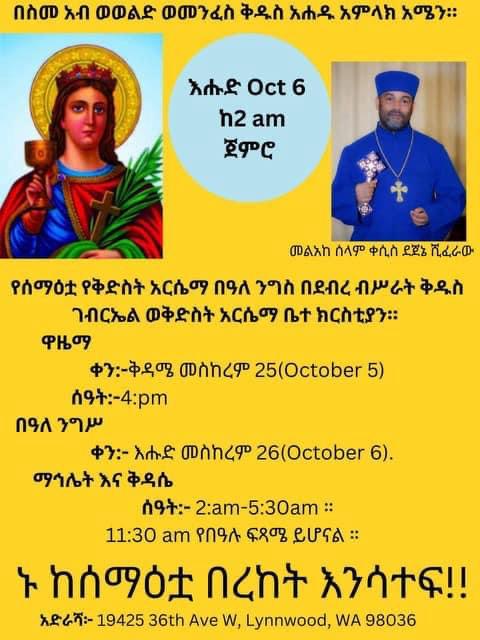 በስመ አብ ወወልድ ወመንፈስ ቅዱስ አሐዱ አምላክ አሜን።
እሑድ Oct 6
ከ2 am
ጀምሮ
መልአከ ሰላም ቀሲስ ደጀኔ ሺፈራው
የሰማዕቷ የቅድስት አርሴማ በዓለ ንግስ በደብረ ብሥራት ቅዱስ
ገብርኤል ወቅድስት አርሴማ ቤተ ክርስቲያን።
ዋዜማ
ቀን:-ቅዳሜ መስከረም 25(October 5)
ሰዓት:-4:pm
በዓለ ንግሥ
ቀን:- እሑድ መስከረም 26(October 6).
ማኅሌት እና ቅዳሴ
ሰዓት:- 2:am-5:30am ።
11:30 am የበዓሉ ፍጻሜ ይሆናል ።
ኑ ከሰማዕቷ በረከት እንሳተፍ!!
አድራሻ፦ 19425 36th Ave W, Lynnwood, WA 98036